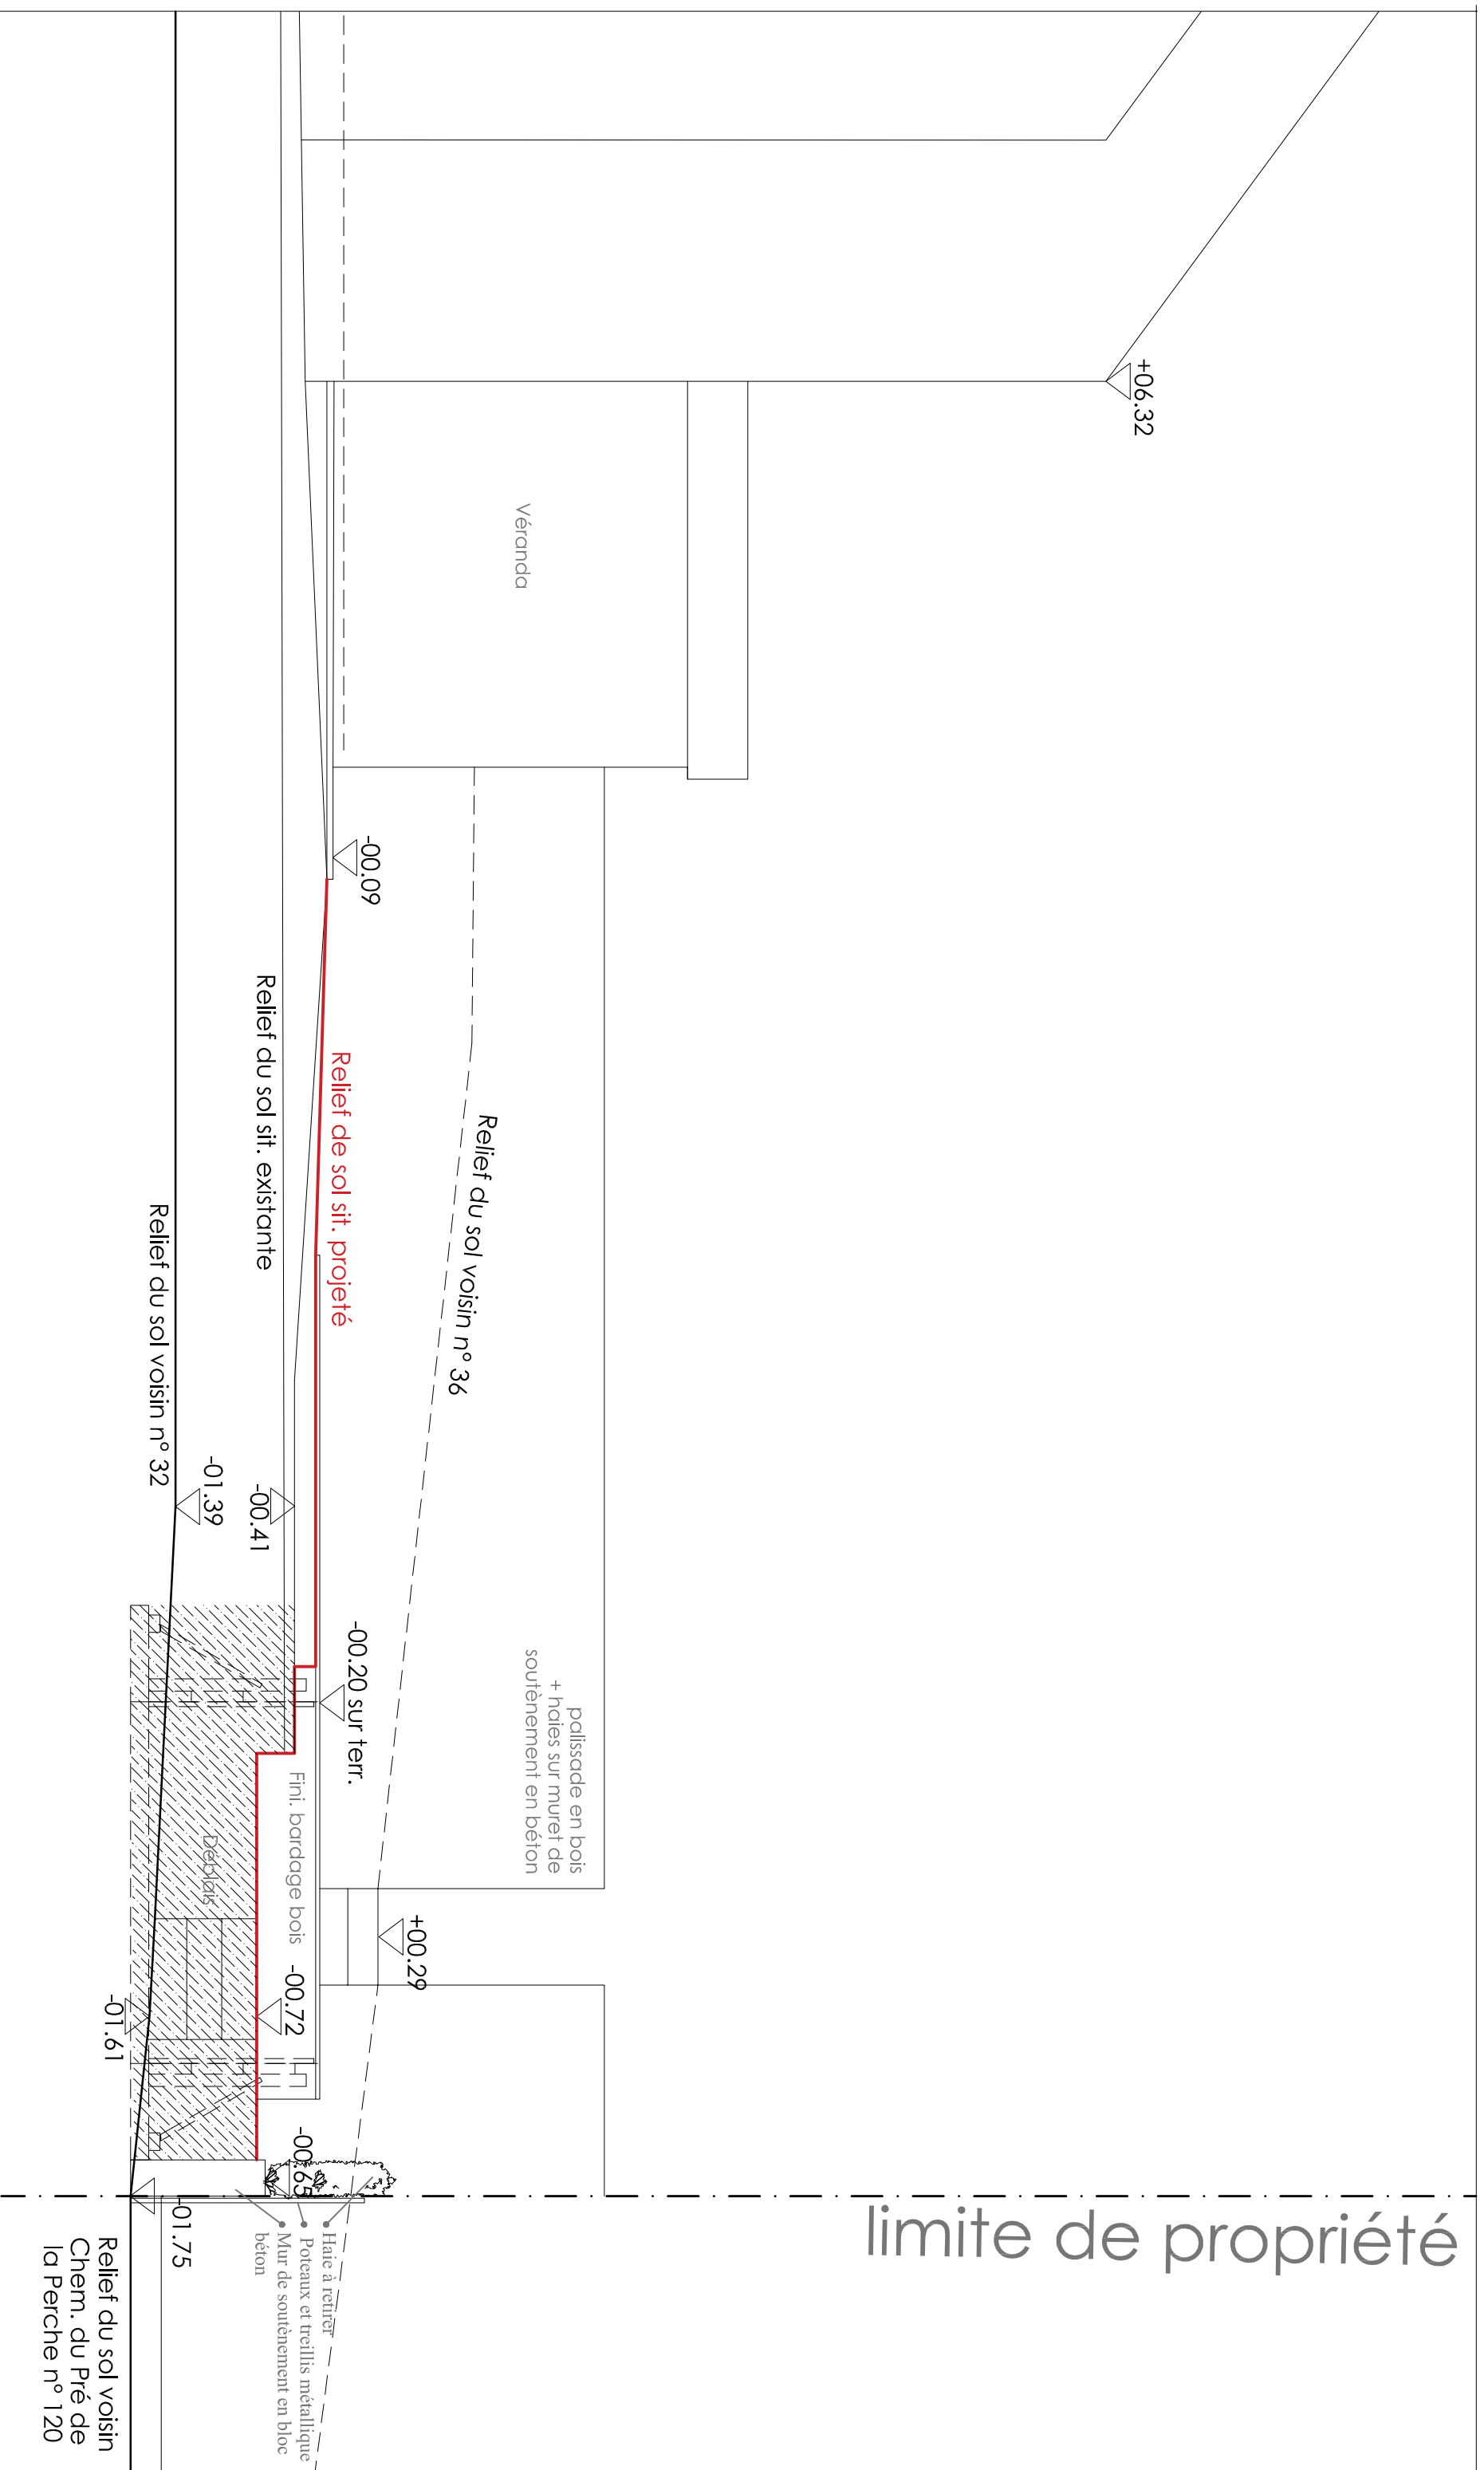 +06.32
Véranda
-00.09
Relief de sol sit. projeté
Relief du sol sit. existante
Relief du sol voisin n° 36
Relief du sol voisin n° 32
-01.39
-00.41
-00.20 sur terr.
palissade en bois
+ haies sur muret de
soutènement en béton
Fini. bardage bois
Déblais
+00.29
-00.72
-01.61
-00.65
-01.75
limite de propriété
Haie à retirer
Poteaux et treillis métallique
Mur de soutènement en bloc
béton
Relief du sol voisin
Chem. du Pré de
la Perche n° 120